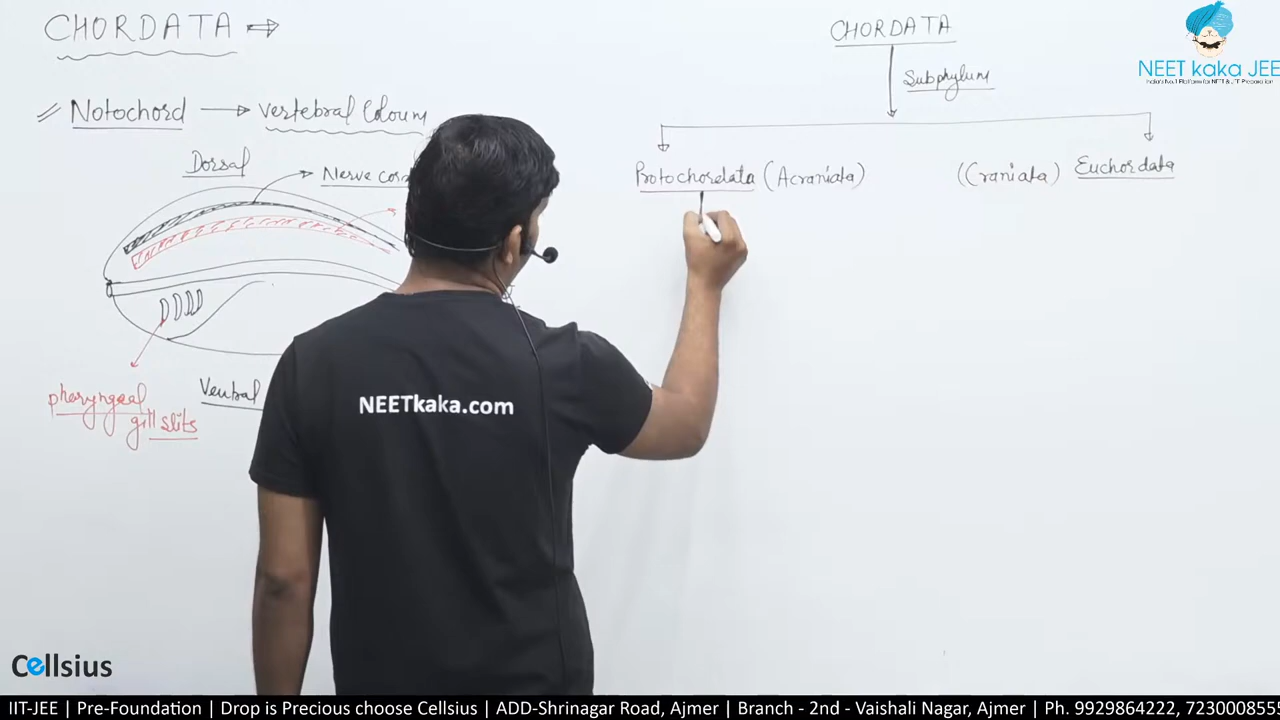 CHORDATA ⇒
CHORDATA
NEET kaKa JEE
Subphylum
Notochord → vertebral Coloum
Dorsal
Nerve cor
Protochordata (Acraniata)
((raniata) Euchordata
pharyngeal
gill slits
Ventral
NEETkaka.com
Cellsius
IIT-JEE | Pre-Foundation | Drop is Precious choose Cellsius | ADD-Shrinagar Road, Ajmer | Branch - 2nd - Vaishali Nagar, Ajmer | Ph. 9929864222, 7230008555